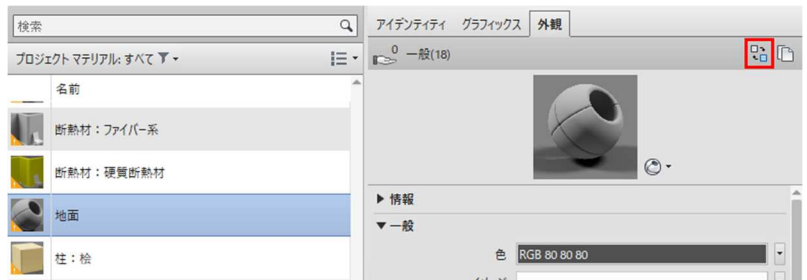 検索
プロジェクト マテリアル: すべて
名前
断熱材：ファイバー系
断熱材：硬質断熱材
地面
柱：桧
アイデンティティ グラフィックス 外観
0 一般(18)
▶ 情報
▼ 一般
色 RGB 80 80 80